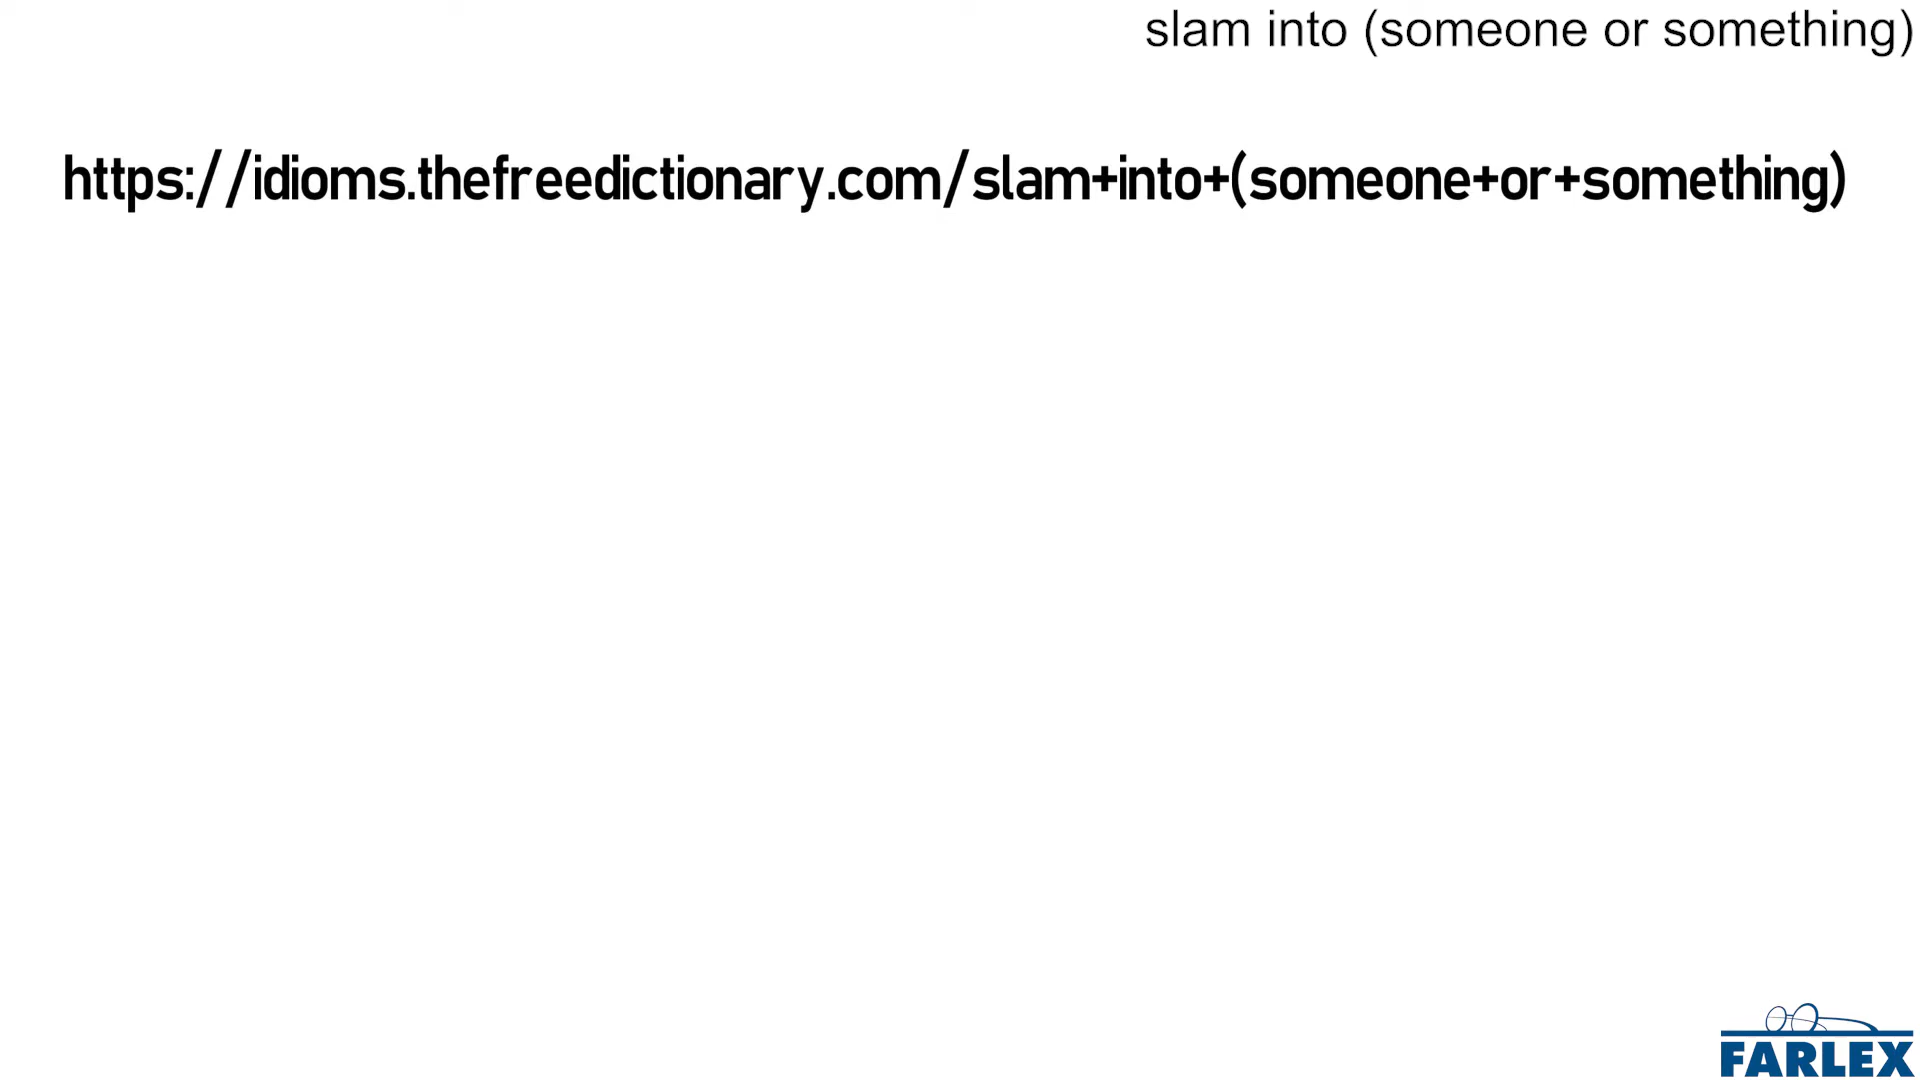 slam into (someone or something)
https://idioms.thefreedictionary.com/slam+into+(someone+or+something)
FARLEX